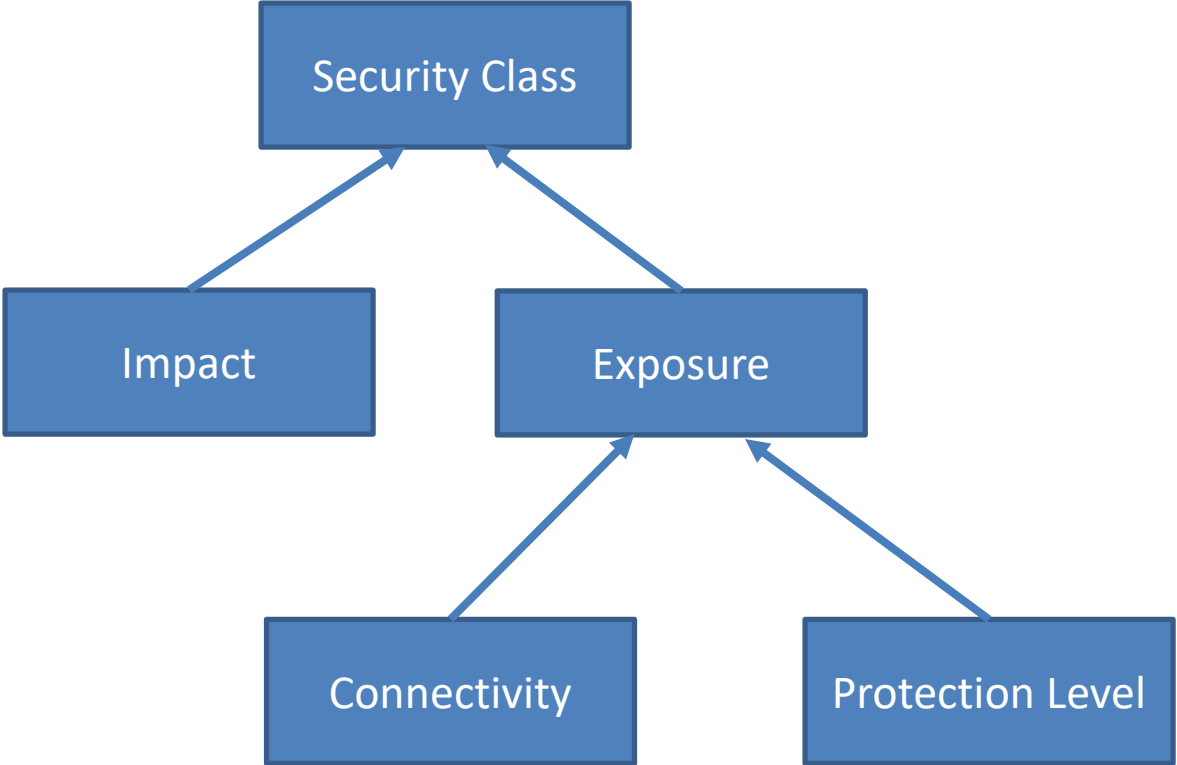 Security Class
Impact
Exposure
Connectivity
Protection Level